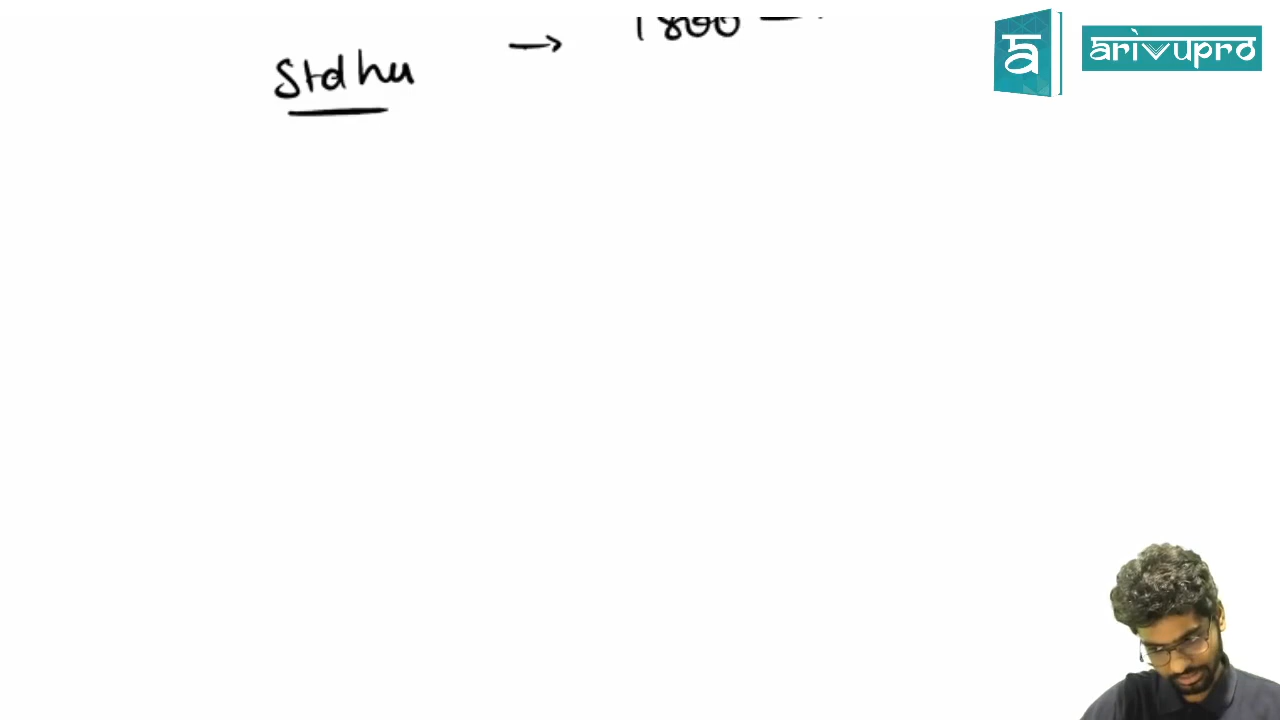 Sidhu → 1800
ā arivupro